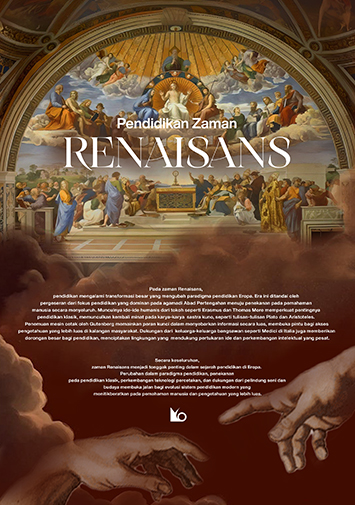 Pendidikan Zaman
RENAISANS
Pada zaman Renaisans,
pendidikan mengalami transformasi besar yang mengubah paradigma pendidikan Eropa. Era ini ditandai oleh
pergeseran dari fokus pendidikan yang dominan pada agamadi Abad Pertengahan menuju penekanan pada pemahaman
manusia secara menyeluruh. Munculnya ide-ide humanis dari tokoh seperti Erasmus dan Thomas More memperkuat pentingnya
pendidikan klasik, memunculkan kembali minat pada karya-karya sastra kuno, seperti tulisan-tulisan Plato dan Aristoteles.
Penemuan mesin cetak oleh Gutenberg memainkan peran kunci dalam menyebarkan informasi secara luas, membuka pintu bagi akses
pengetahuan yang lebih luas di kalangan masyarakat. Dukungan dari keluarga-keluarga bangsawan seperti Medici di Italia juga memberikan
dorongan besar bagi pendidikan, menciptakan lingkungan yang mendukung pertukaran ide dan perkembangan intelektual yang pesat.
Secara keseluruhan,
zaman Renaisans menjadi tonggak penting dalam sejarah pendidikan di Eropa.
Perubahan dalam paradigma pendidikan, penekanan
pada pendidikan klasik, perkembangan teknologi percetakan, dan dukungan dari pelindung seni dan
budaya membuka jalan bagi evolusi sistem pendidikan modern yang
menitikberatkan pada pemahaman manusia dan pengetahuan yang lebih luas.